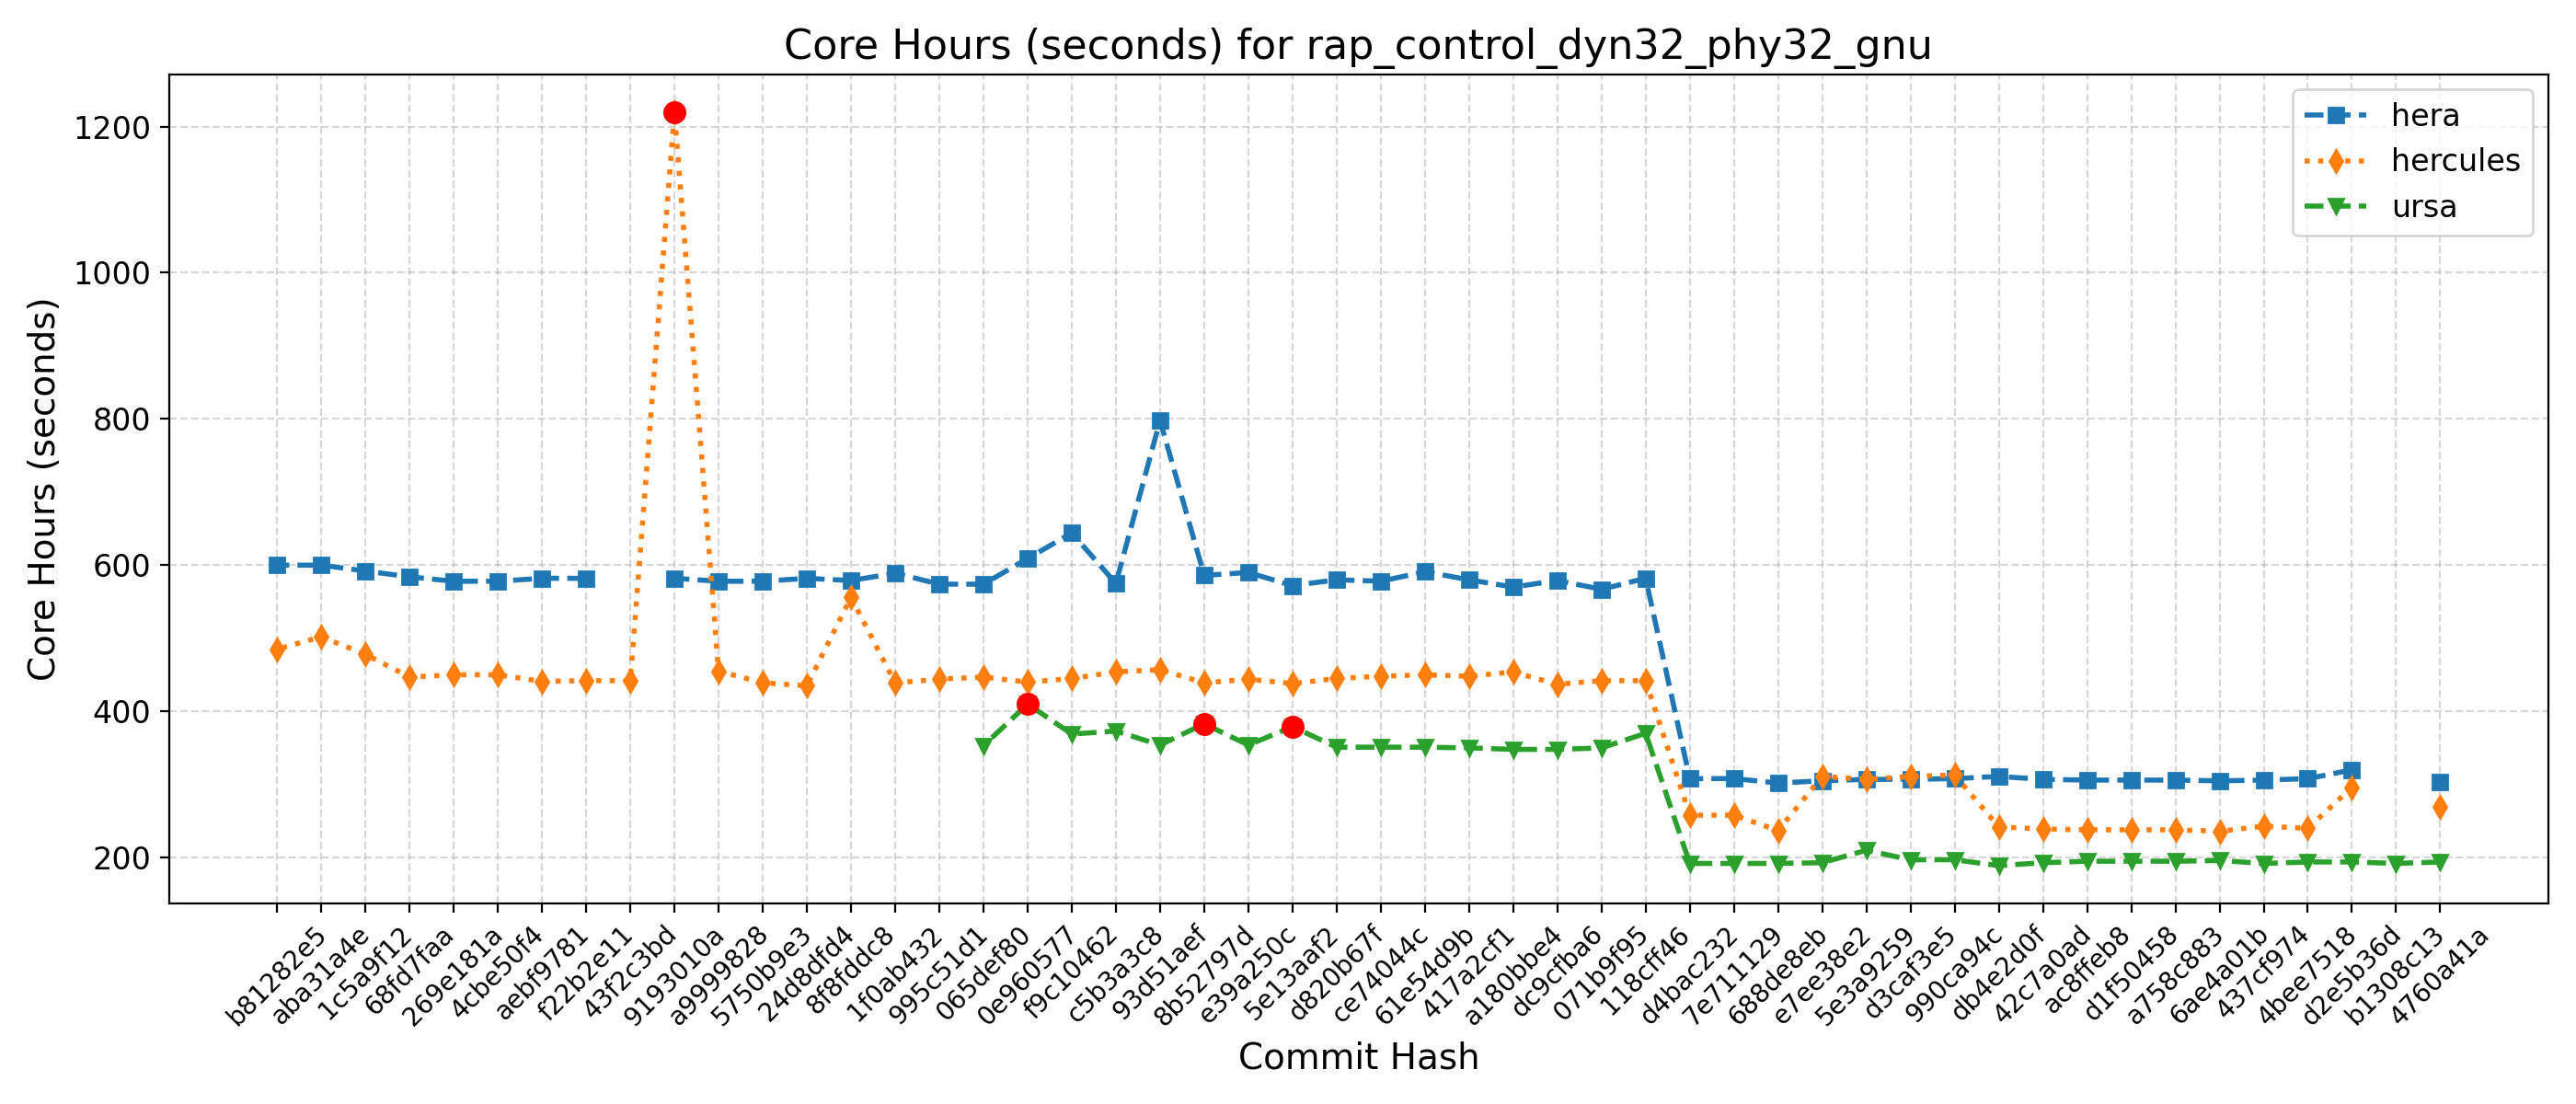 Core Hours (seconds) for rap_control_dyn32_phy32_gnu
Core Hours (seconds)
1200
1000
800
600
400
200
hera
hercules
ursa
b81282e5
aba31a4e
1c5a9f12
68fd7faa
269e181a
4cbe50f4
aebf9781
f22b2e11
43f2c3bd
9193010a
a9999828
5750b9e3
24d8dfd4
8f8fddc8
1f0ab432
995c51d1
065def80
0e960577
f9c10462
c5b3a3c8
93d51aef
8b52797d
e39a250c
5e13aaf2
d820b67f
ce74044c
61e54d9b
417a2cf1
a180bbe4
dc9cfba6
071b9f95
118cff46
d4bac232
7e711129
688de8eb
e7ee38e2
5e3a9259
d3caf3e5
990ca94c
db4e2d0f
42c7a0ad
ac8ffeb8
d1f50458
a758c883
6ae4a01b
437cf974
4bee7518
d2e5b36d
b1308c13
4760a41a
Commit Hash